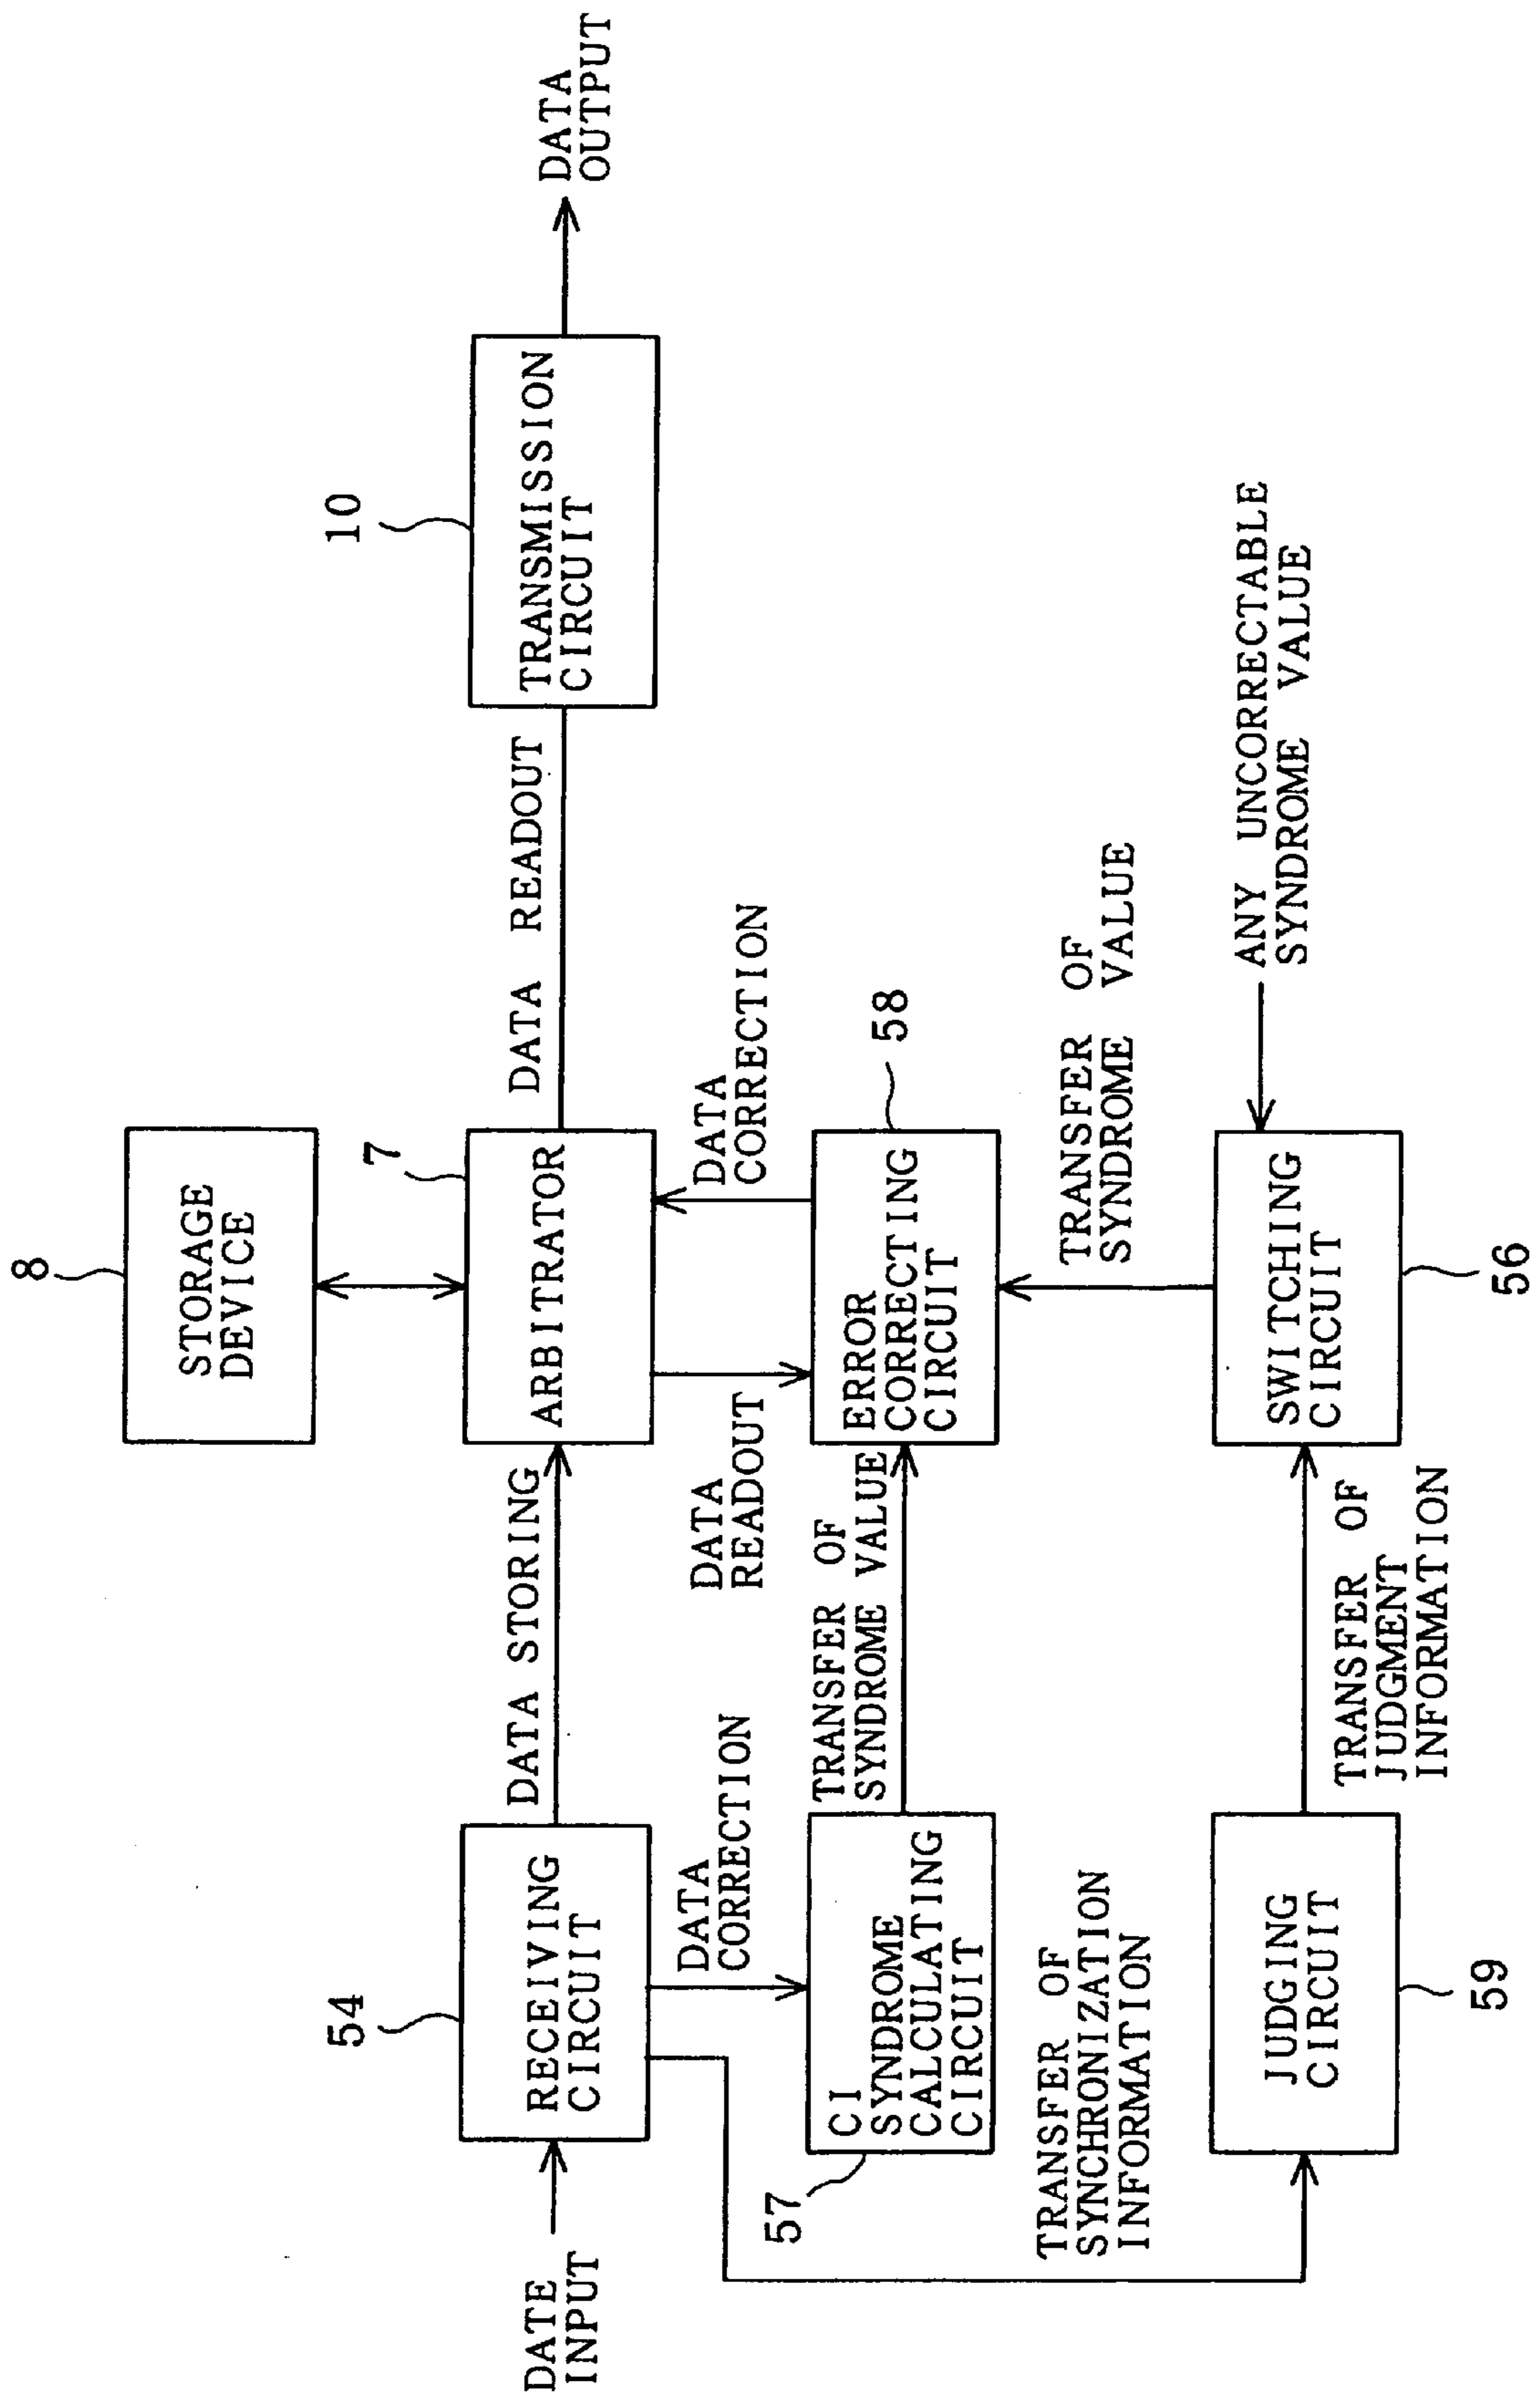 8
STORAGE
DEVICE
54
7
10
DATE
INPUT
RECEIVING
CIRCUIT
DATA STORING
ARBITRATOR
DATA READOUT
TRANSMISSION
CIRCUIT
DATA
OUTPUT
DATA
CORRECTION
DATA
READOUT
DATA
CORRECTION
57
CI
SYNDROME
CALCULATING
CIRCUIT
TRANSFER OF
SYNDROME VALUE
ERROR
CORRECTING
CIRCUIT
58
TRANSFER OF
SYNCHRONIZATION
INFORMATION
TRANSFER OF
SYNDROME VALUE
JUDGING
CIRCUIT
59
TRANSFER OF
JUDGMENT
INFORMATION
SWITCHING
CIRCUIT
56
ANY UNCORRECTABLE
SYNDROME VALUE